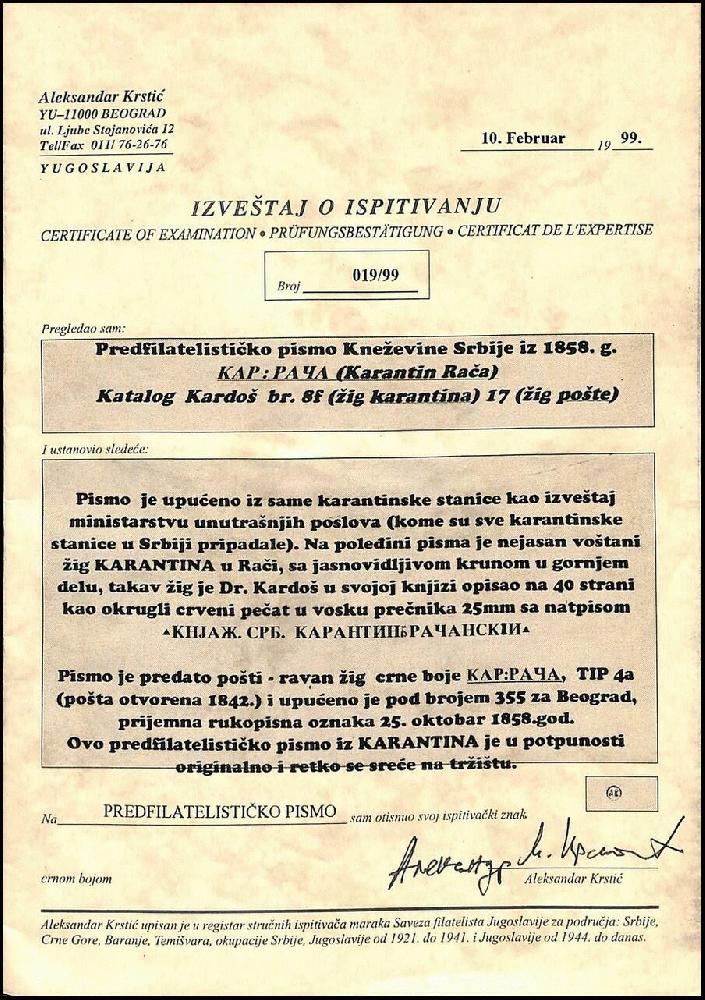 Aleksandar Krstić
YU–11000 BEOGRAD
ul. Ljube Stojanovića 12
Tel/Fax 011/ 76-26-76
YUGOSLAVIJA
10. Februar 19 99.
IZVEŠTAJ O ISPITIVANJU
CERTIFICATE OF EXAMINATION • PRÜFUNGSBESTÄTIGUNG • CERTIFICAT DE L'EXPERTISE
Broj 019/99
Pregledao sam:
Predfilatelističko pismo Kneževine Srbije iz 1858. g.
КАР:РАЧА (Karantin Rača)
Katalog Kardoš br. 8f (žig karantina) 17 (žig pošte)
I ustanovio sledeće:
Pismo je upućeno iz same karantinske stanice kao izveštaj
ministarstvu unutrašnjih poslova (kome su sve karantinske
stanice u Srbiji pripadale). Na poleđini pisma je nejasan voštani
žig KARANTINA u Rači, sa jasnovidljivom krunom u gornjem
delu, takav žig je Dr. Kardoš u svojoj knjizi opisao na 40 strani
kao okrugli crveni pečat u vosku prečnika 25mm sa natpisom
▲КНЈАЖ. СРБ. КАРАНТИНЬРАЧАНСКІИ▲
Pismo je predato pošti - ravan žig crne boje КАР:РАЧА, TIP 4a
(pošta otvorena 1842.) i upućeno je pod brojem 355 za Beograd,
prijemna rukopisna oznaka 25. oktobar 1858.god.
Ovo predfilatelističko pismo iz KARANTINA je u potpunosti
originalno i retko se sreće na tržištu.
AK
Na PREDFILATELISTIČKO PISMO sam otisnuo svoj ispitivački znak
Александар М. Крстић
crnom bojom
Aleksandar Krstić
Aleksandar Krstić upisan je u registar stručnih ispitivača maraka Saveza filatelista Jugoslavije za područja: Srbije,
Crne Gore, Baranje, Temišvara, okupacije Srbije, Jugoslavije od 1921. do 1941. i Jugoslavije od 1944. do danas.